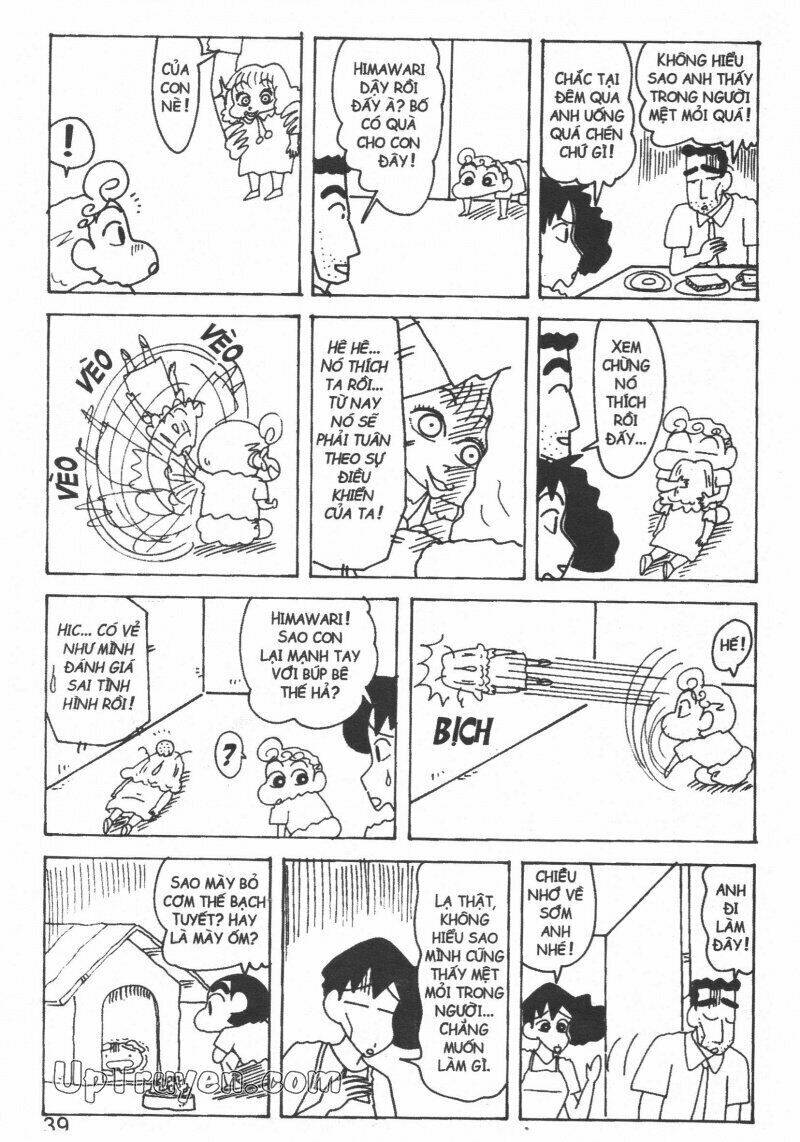 KHÔNG HIỂU
SAO ANH THẤY
TRONG NGƯỜI
MỆT MỎI QUÁ!
CHẮC TẠI
ĐÊM QUA
ANH UỐNG
QUÁ CHÉN
CHỨ GÌ!
HIMAWARI
DẬY RỒI
ĐẤY À? BỐ
CÓ QUÀ
CHO CON
ĐÂY!
CỦA
CON
NÈ!
!
XEM
CHỪNG
NÓ
THÍCH
RỒI
ĐẤY...
HÊ HÊ...
NÓ THÍCH
TA RỒI...
TỪ NAY
NÓ SẼ
PHẢI TUÂN
THEO SỰ
ĐIỀU
KHIỂN
CỦA TA!
VÈO
VÈO
VÈO
HẾ!
BỊCH
HIMAWARI!
SAO CON
LẠI MẠNH TAY
VỚI BÚP BÊ
THẾ HẢ?
?
HIC... CÓ VẺ
NHƯ MÌNH
ĐÁNH GIÁ
SAI TÌNH
HÌNH RỒI!
ANH
ĐI
LÀM
ĐÂY!
CHIỀU
NHỚ VỀ
SỚM
ANH
NHÉ!
LẠ THẬT,
KHÔNG
HIỂU SAO
MÌNH CŨNG
THẤY MỆT
MỎI TRONG
NGƯỜI...
CHẲNG
MUỐN
LÀM GÌ.
SAO MÀY BỎ
CƠM THẾ BẠCH
TUYẾT? HAY
LÀ MÀY ỐM?
UpTruyen.com
39